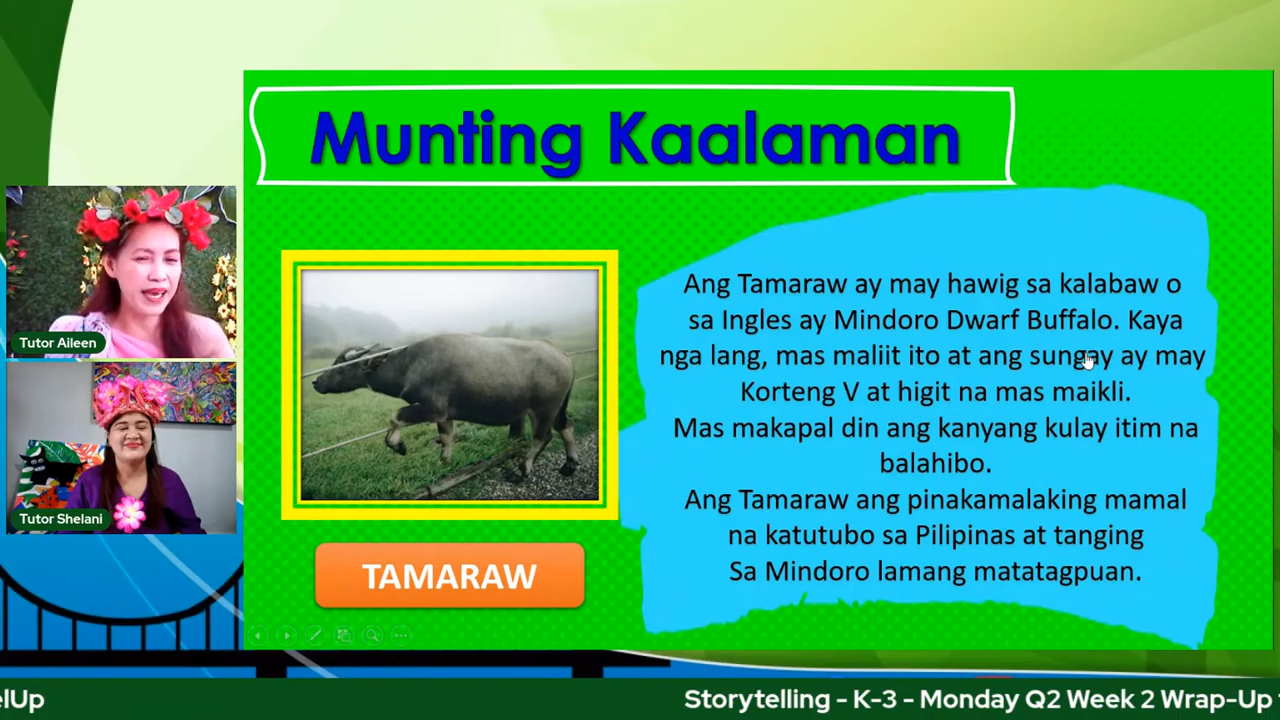 Munting Kaalaman
Tutor Aileen
Tutor Shelani
TAMARAW
Ang Tamaraw ay may hawig sa kalabaw o
sa Ingles ay Mindoro Dwarf Buffalo. Kaya
nga lang, mas maliit ito at ang sungay ay may
Korteng V at higit na mas maikli.
Mas makapal din ang kanyang kulay itim na
balahibo.
Ang Tamaraw ang pinakamalaking mamal
na katutubo sa Pilipinas at tanging
Sa Mindoro lamang matatagpuan.
elUp
Storytelling - K-3 - Monday Q2 Week 2 Wrap-Up